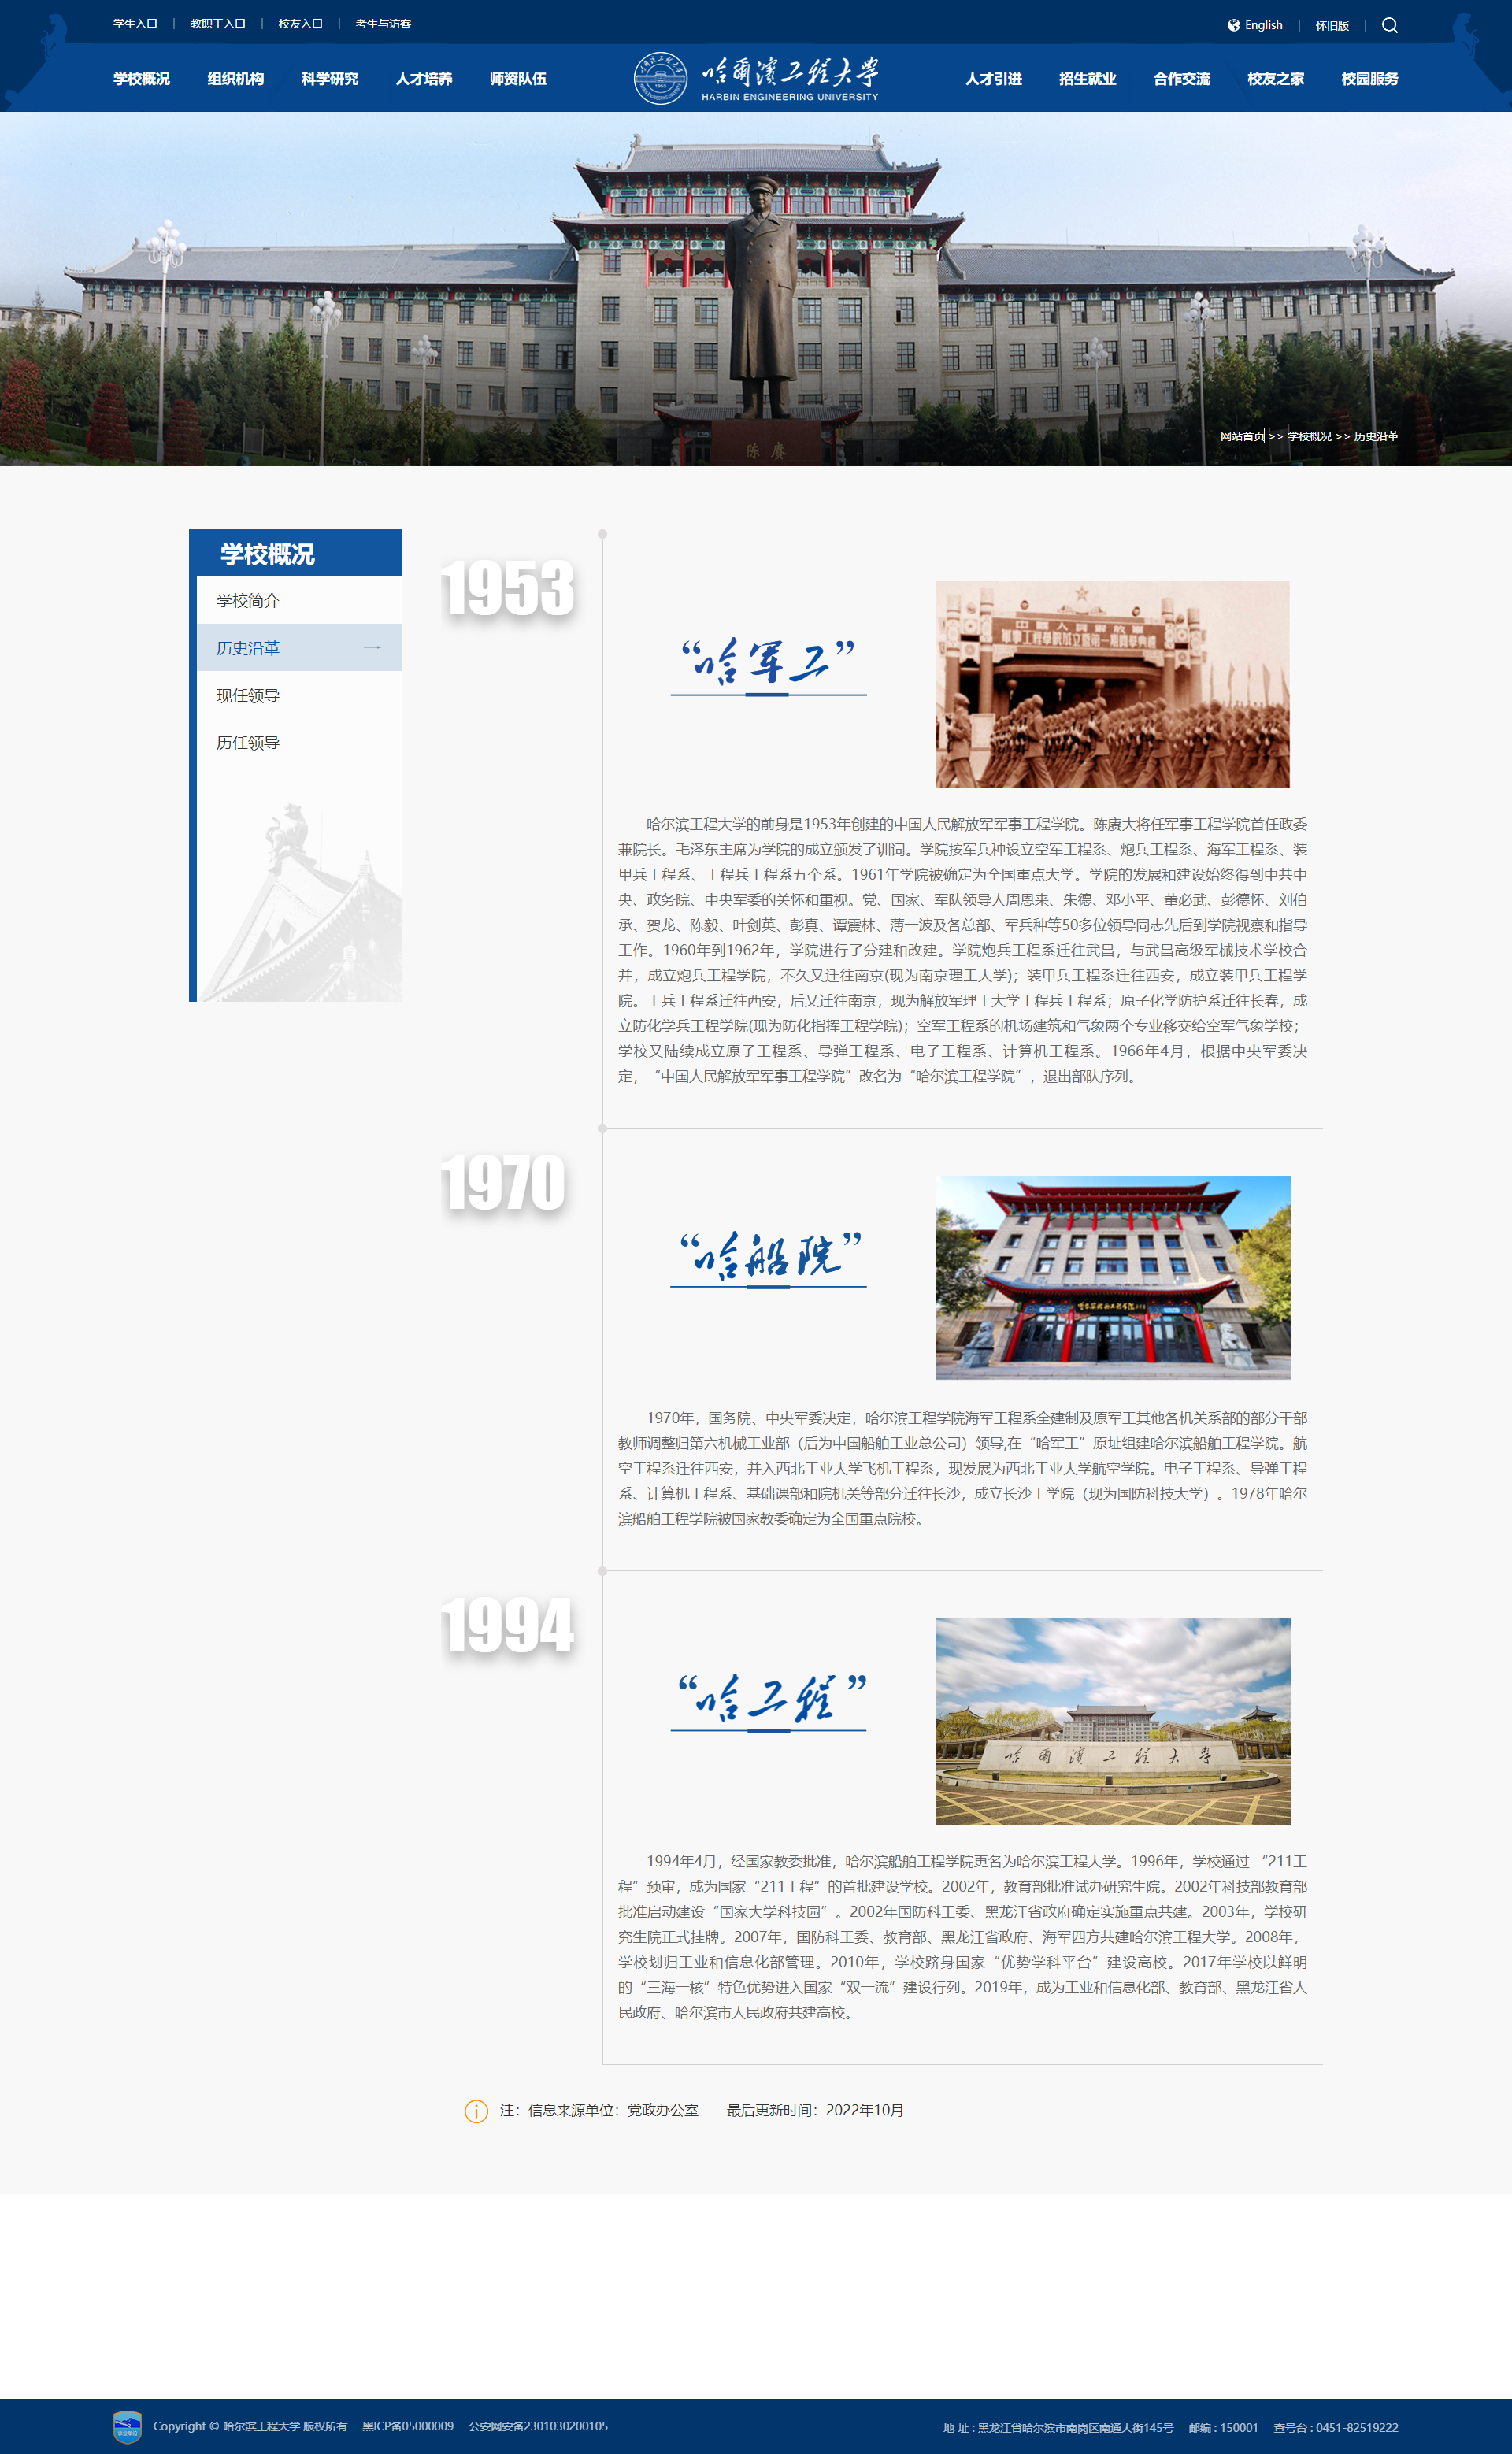 学生入口 | 教职工入口 | 校友入口 | 考生与访客
English | 怀旧版 |
学校概况 组织机构 科学研究 人才培养 师资队伍
哈尔滨工程大学
HARBIN ENGINEERING UNIVERSITY
人才引进 招生就业 合作交流 校友之家 校园服务
陈赓
网站首页 >> 学校概况 >> 历史沿革
学校概况
学校简介
历史沿革
现任领导
历任领导
1953
“哈军工”
哈尔滨工程大学的前身是1953年创建的中国人民解放军军事工程学院。陈赓大将任军事工程学院首任政委
兼院长。毛泽东主席为学院的成立颁发了训词。学院按军兵种设立空军工程系、炮兵工程系、海军工程系、装
甲兵工程系、工程兵工程系五个系。1961年学院被确定为全国重点大学。学院的发展和建设始终得到中共中
央、政务院、中央军委的关怀和重视。党、国家、军队领导人周恩来、朱德、邓小平、董必武、彭德怀、刘伯
承、贺龙、陈毅、叶剑英、彭真、谭震林、薄一波及各总部、军兵种等50多位领导同志先后到学院视察和指导
工作。1960年到1962年，学院进行了分建和改建。学院炮兵工程系迁往武昌，与武昌高级军械技术学校合
并，成立炮兵工程学院，不久又迁往南京(现为南京理工大学)；装甲兵工程系迁往西安，成立装甲兵工程学
院。工兵工程系迁往西安，后又迁往南京，现为解放军理工大学工程兵工程系；原子化学防护系迁往长春，成
立防化学兵工程学院(现为防化指挥工程学院)；空军工程系的机场建筑和气象两个专业移交给空军气象学校；
学校又陆续成立原子工程系、导弹工程系、电子工程系、计算机工程系。1966年4月，根据中央军委决
定，“中国人民解放军军事工程学院”改名为“哈尔滨工程学院”，退出部队序列。
1970
“哈船院”
1970年，国务院、中央军委决定，哈尔滨工程学院海军工程系全建制及原军工其他各机关系部的部分干部
教师调整归第六机械工业部（后为中国船舶工业总公司）领导,在“哈军工”原址组建哈尔滨船舶工程学院。航
空工程系迁往西安，并入西北工业大学飞机工程系，现发展为西北工业大学航空学院。电子工程系、导弹工程
系、计算机工程系、基础课部和院机关等部分迁往长沙，成立长沙工学院（现为国防科技大学）。1978年哈尔
滨船舶工程学院被国家教委确定为全国重点院校。
1994
“哈工程”
哈尔滨工程大学
1994年4月，经国家教委批准，哈尔滨船舶工程学院更名为哈尔滨工程大学。1996年，学校通过 “211工
程”预审，成为国家“211工程”的首批建设学校。2002年，教育部批准试办研究生院。2002年科技部教育部
批准启动建设“国家大学科技园”。2002年国防科工委、黑龙江省政府确定实施重点共建。2003年，学校研
究生院正式挂牌。2007年，国防科工委、教育部、黑龙江省政府、海军四方共建哈尔滨工程大学。2008年，
学校划归工业和信息化部管理。2010年，学校跻身国家“优势学科平台”建设高校。2017年学校以鲜明
的“三海一核”特色优势进入国家“双一流”建设行列。2019年，成为工业和信息化部、教育部、黑龙江省人
民政府、哈尔滨市人民政府共建高校。
注：信息来源单位：党政办公室 最后更新时间：2022年10月
Copyright © 哈尔滨工程大学 版权所有 黑ICP备05000009 公安网安备2301030200105
地 址 : 黑龙江省哈尔滨市南岗区南通大街145号 邮编 : 150001 查号台 : 0451-82519222